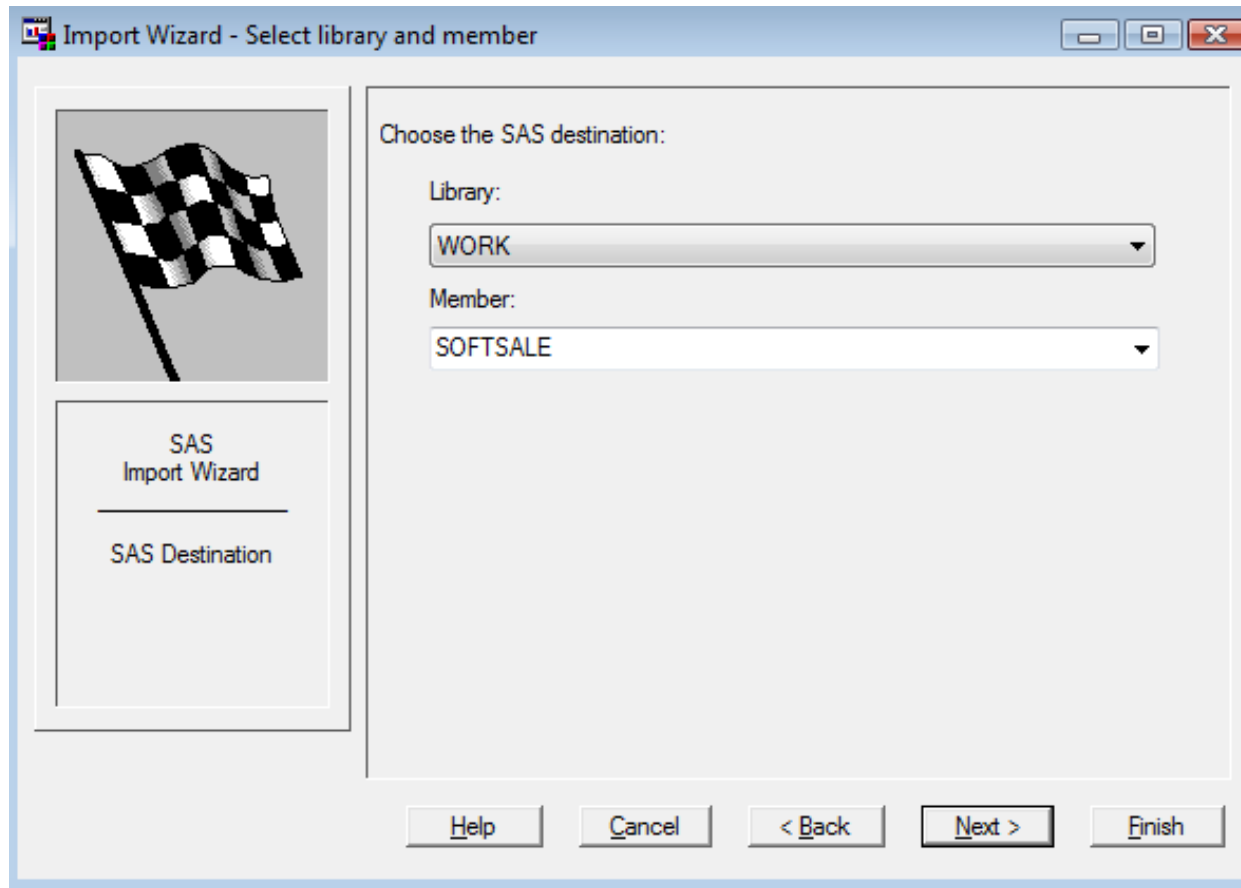 Import Wizard - Select library and member
Choose the SAS destination:
Library:
WORK
Member:
SOFTSALE
SAS
Import Wizard
SAS Destination
Help
Cancel
< Back
Next >
Finish